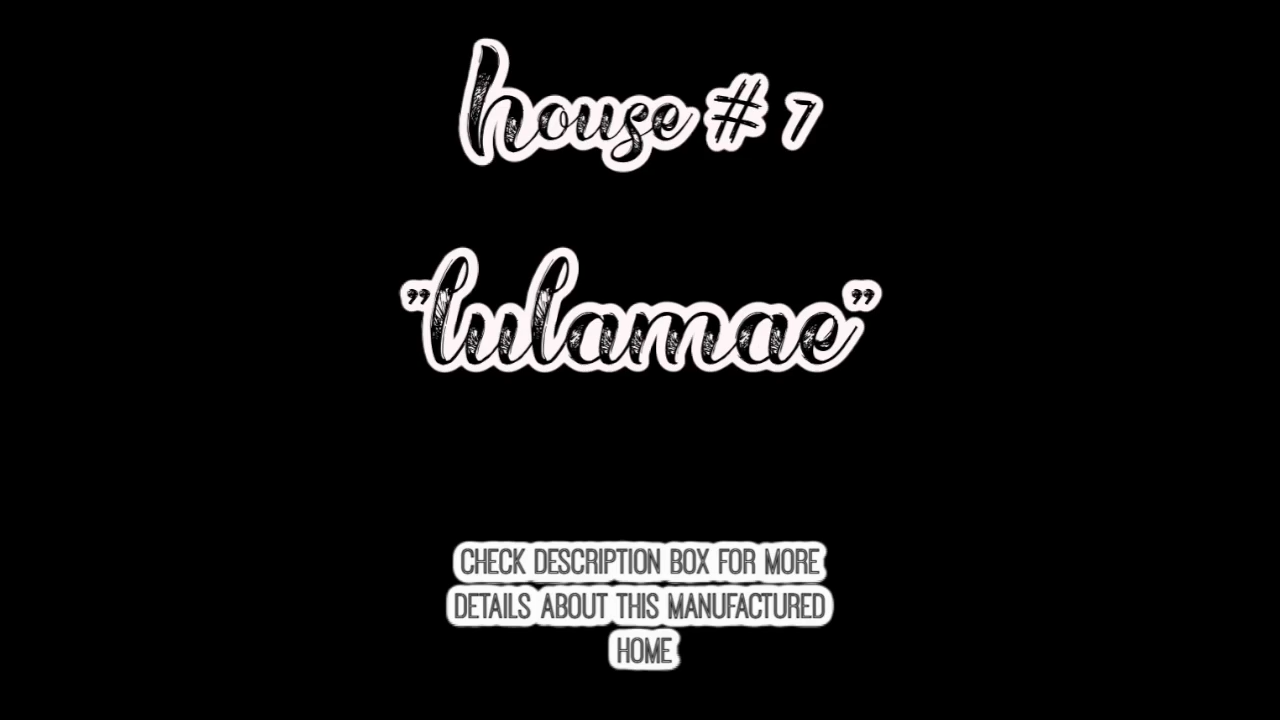 house # 7
"lulamae"
CHECK DESCRIPTION BOX FOR MORE
DETAILS ABOUT THIS MANUFACTURED
HOME